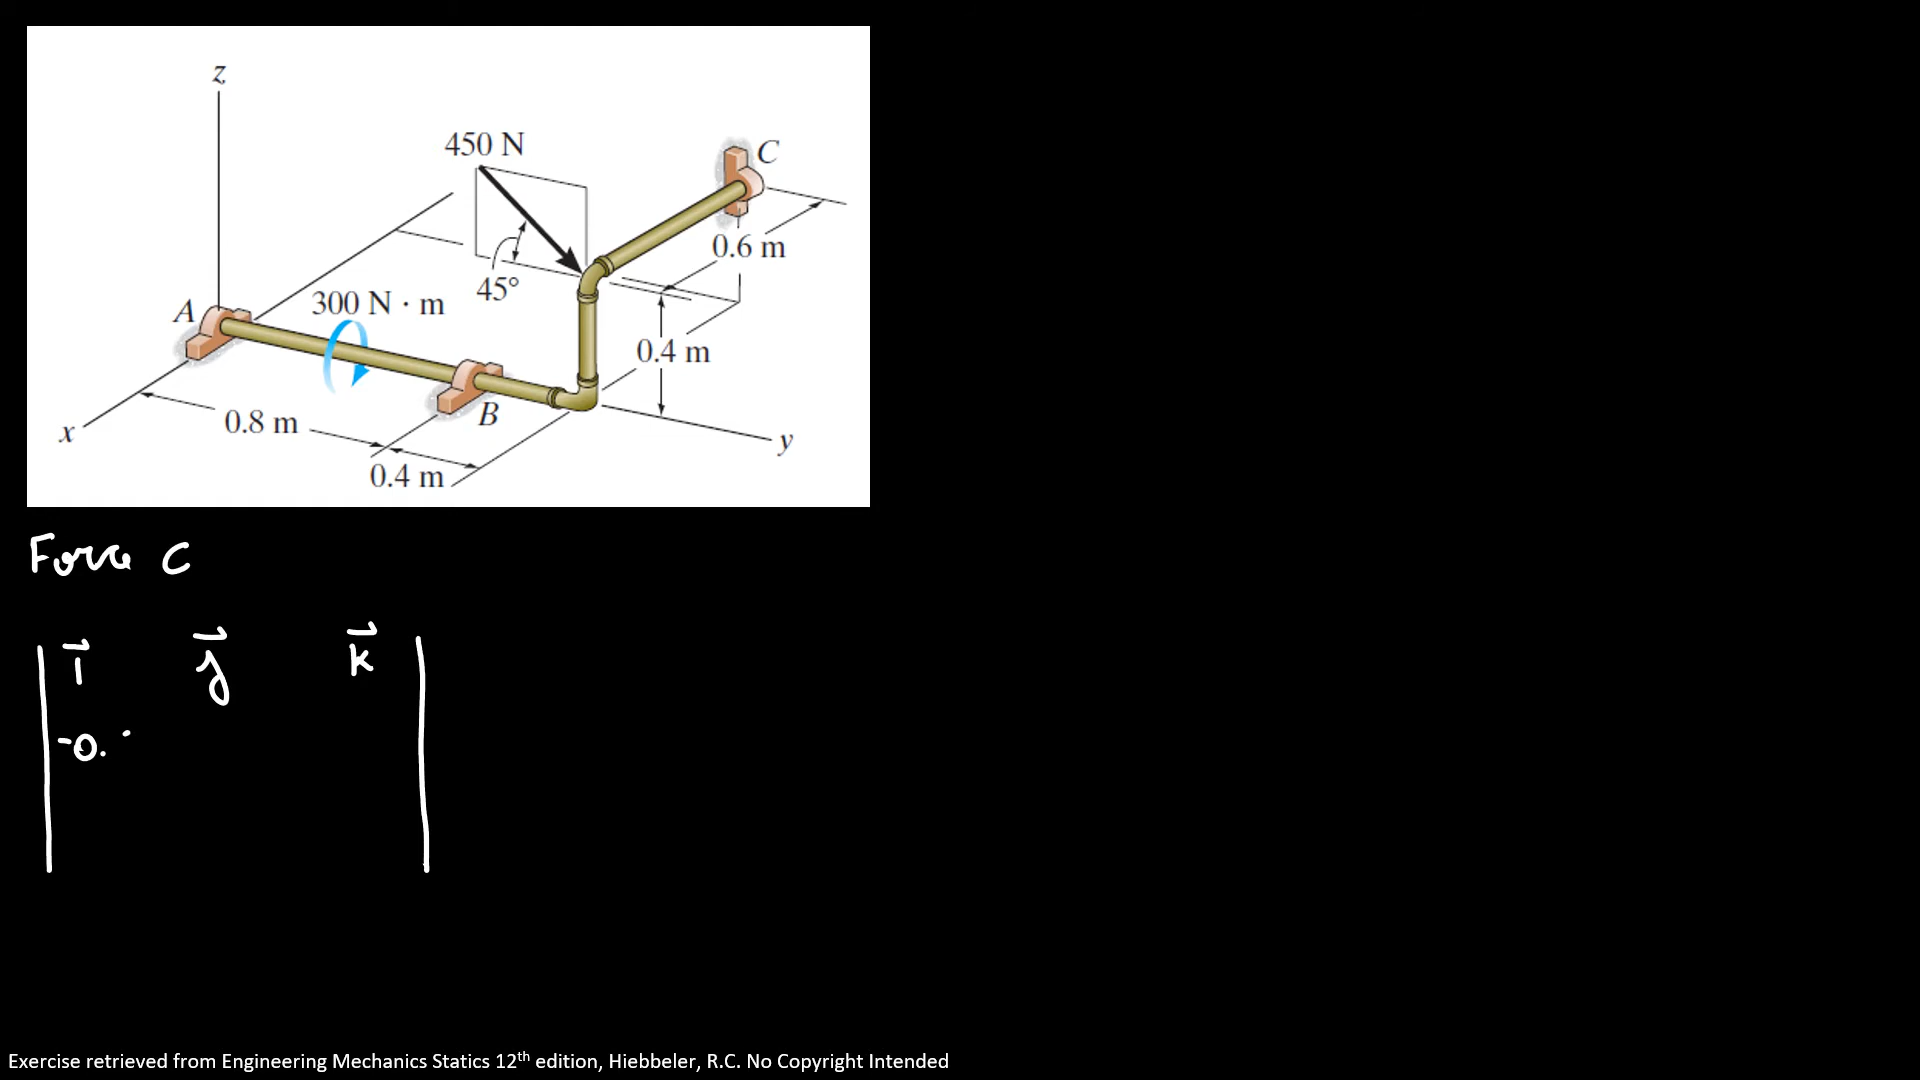 z
450 N
C
0.6 m
A
300 N · m
45°
0.4 m
0.8 m
B
x
y
0.4 m
Force C
i j k
-0.
Exercise retrieved from Engineering Mechanics Statics 12th edition, Hiebbeler, R.C. No Copyright Intended